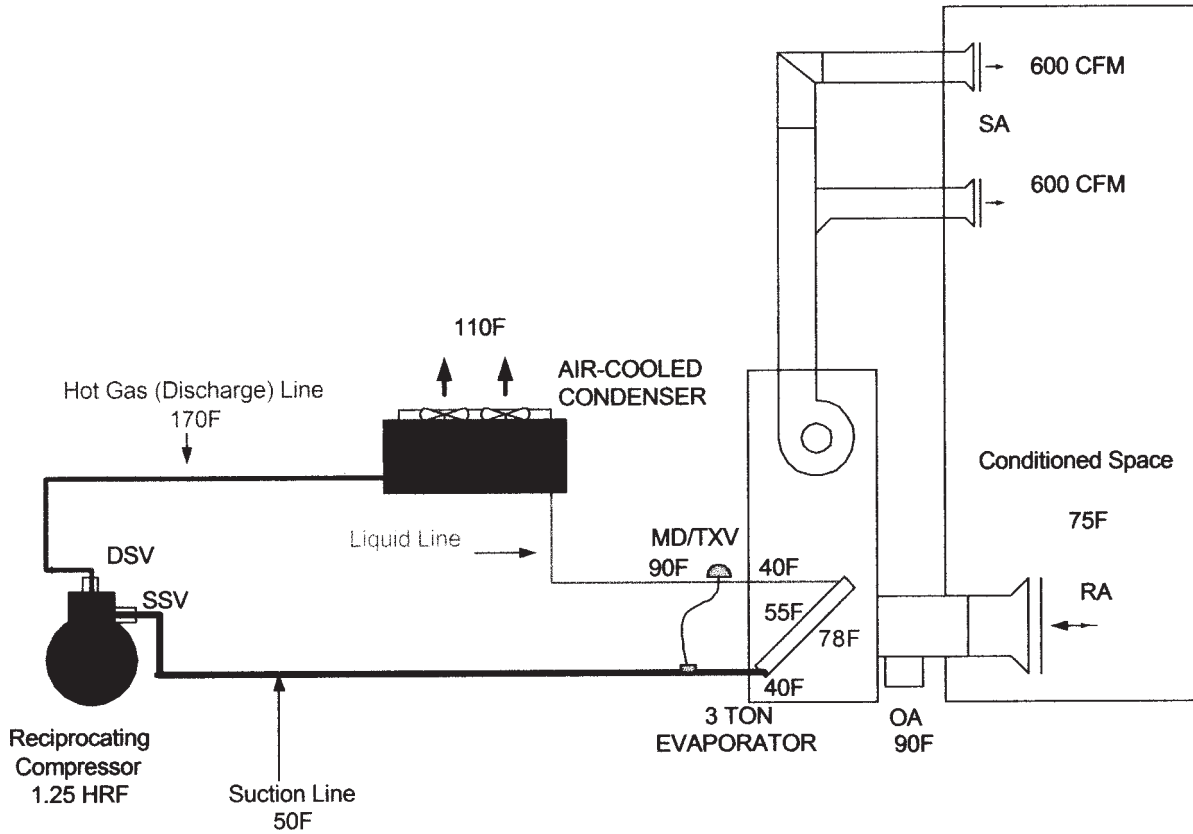 600 CFM
SA
600 CFM
110F
AIR-COOLED
CONDENSER
Hot Gas (Discharge) Line
170F
Conditioned Space
75F
Liquid Line
MD/TXV
90F
40F
DSV
SSV
55F
78F
RA
40F
3 TON
EVAPORATOR
OA
90F
Reciprocating
Compressor
1.25 HRF
Suction Line
50F